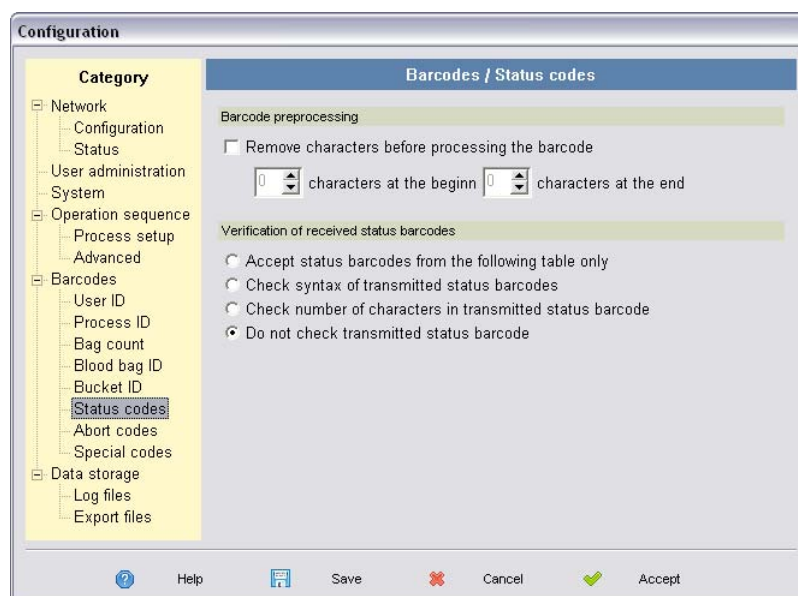 Configuration
Category
Network
Configuration
Status
User administration
System
Operation sequence
Process setup
Advanced
Barcodes
User ID
Process ID
Bag count
Blood bag ID
Bucket ID
Status codes
Abort codes
Special codes
Data storage
Log files
Export files
Barcodes / Status codes
Barcode preprocessing
Remove characters before processing the barcode
0 characters at the beginn 0 characters at the end
Verification of received status barcodes
Accept status barcodes from the following table only
Check syntax of transmitted status barcodes
Check number of characters in transmitted status barcode
Do not check transmitted status barcode
Help Save Cancel Accept